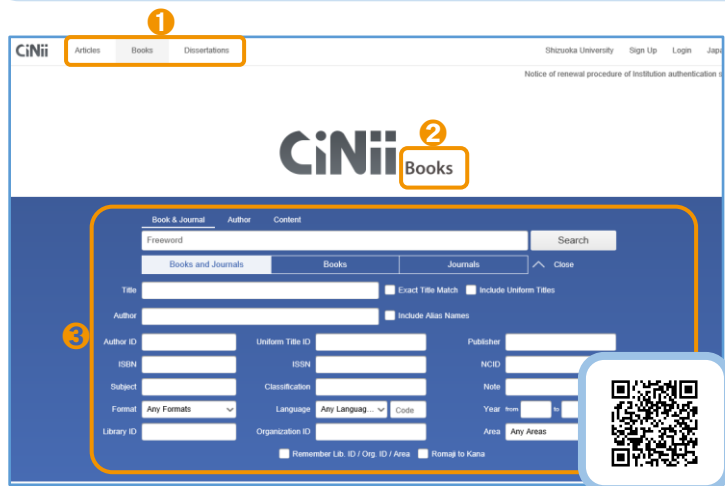 1
CiNii Articles Books Dissertations Shizuoka University Sign Up Login Japa
Notice of renewal procedure of Institution authentication s
2
CiNii Books
Book & Journal Author Content
Freeword Search
Books and Journals Books Journals Close
Title Exact Title Match Include Uniform Titles
Author Include Alias Names
3
Author ID Uniform Title ID Publisher
ISBN ISSN NCID
Subject Classification Note
Format Any Formats Language Any Languag... Code Year from to
Library ID Organization ID Area Any Areas
Remember Lib. ID / Org. ID / Area Romaji to Kana